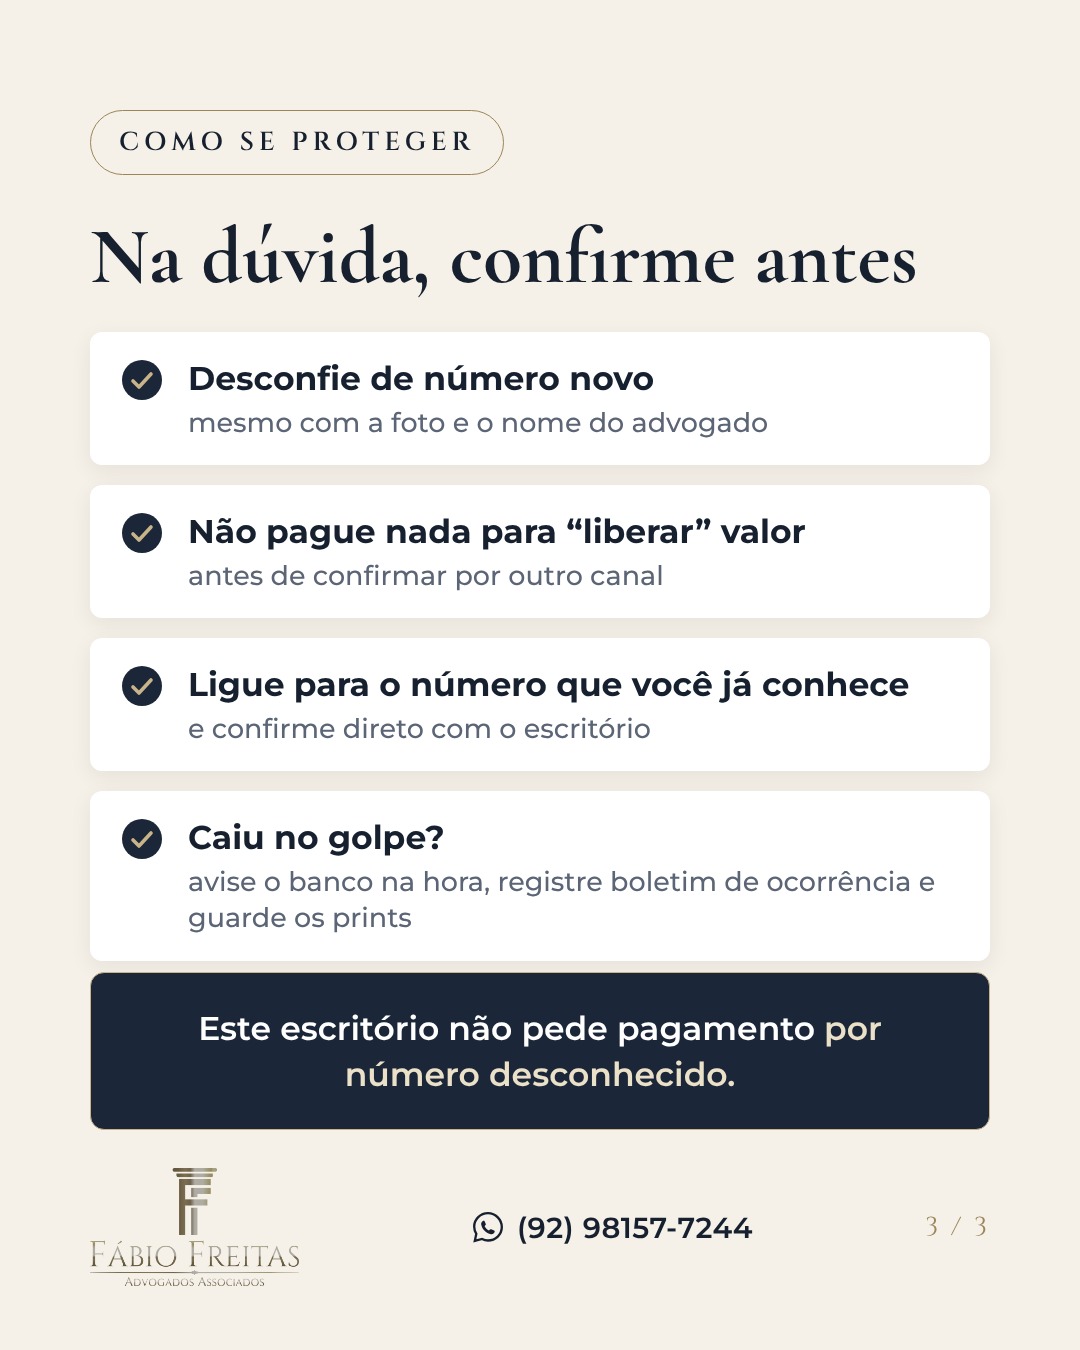 COMO SE PROTEGER
Na dúvida, confirme antes
Desconfie de número novo
mesmo com a foto e o nome do advogado
Não pague nada para “liberar” valor
antes de confirmar por outro canal
Ligue para o número que você já conhece
e confirme direto com o escritório
Caiu no golpe?
avise o banco na hora, registre boletim de ocorrência e
guarde os prints
Este escritório não pede pagamento por
número desconhecido.
FÁBIO FREITAS
ADVOGADOS ASSOCIADOS
(92) 98157-7244
3 / 3